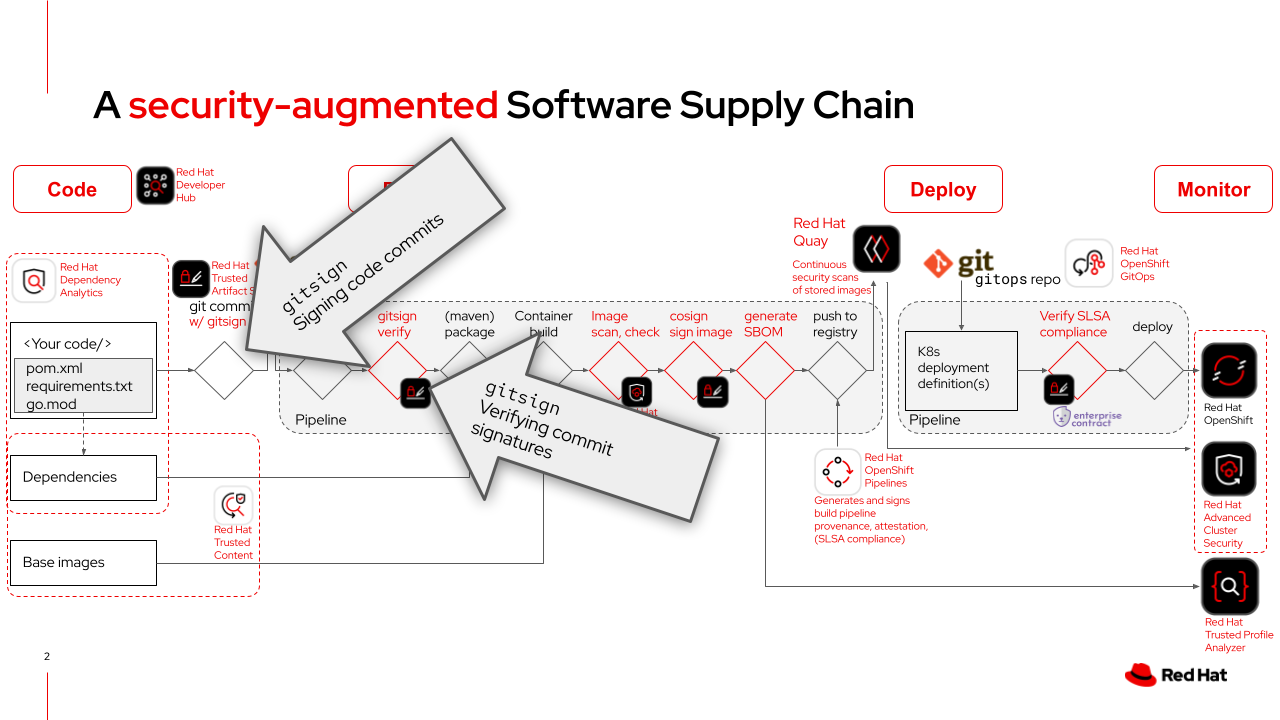 A security-augmented Software Supply Chain
Code
Red Hat
Developer
Hub
Deploy
Monitor
Red Hat
Dependency
Analytics
Red Hat
Trusted
Artifact
git comm
w/ gitsign
gitsign
Signing code commits
Red Hat
Quay
Continuous
security scans
of stored images
git
gitops repo
Red Hat
OpenShift
GitOps
<Your code/>
pom.xml
requirements.txt
go.mod
gitsign
verify
(maven)
package
Container
build
Image
scan, check
cosign
sign image
generate
SBOM
push to
registry
Pipeline
gitsign
Verifying commit
signatures
K8s
deployment
definition(s)
Verify SLSA
compliance
deploy
enterprise
contract
Pipeline
Red Hat
OpenShift
Dependencies
Red Hat
Trusted
Content
Base images
Red Hat
OpenShift
Pipelines
Generates and signs
build pipeline
provenance, attestation,
(SLSA compliance)
Red Hat
Advanced
Cluster
Security
Red Hat
Trusted Profile
Analyzer
2
Red Hat